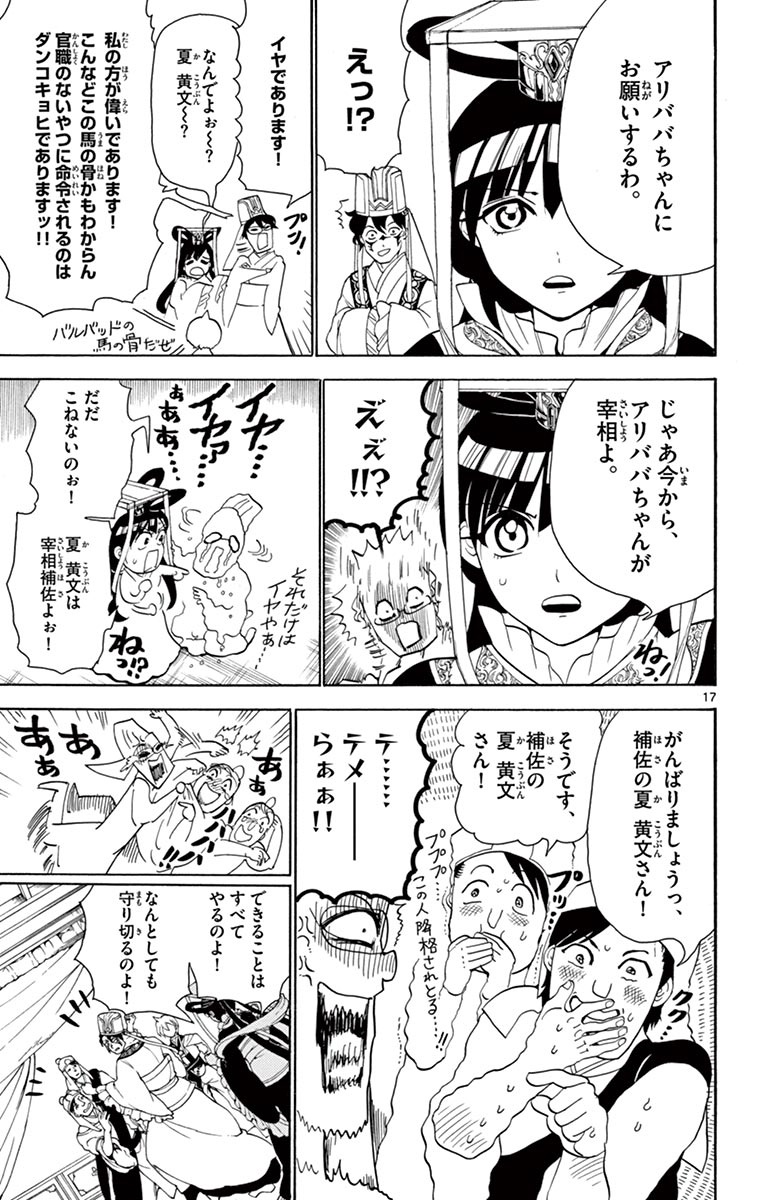 アリババちゃんに
お願いするわ。
えっ!?
イヤであります！
プンッ！
なんでよぉ〜？
夏 黄文〜？
私の方が偉いであります！
こんなどこの馬の骨かもわからん
官職のないやつに命令されるのは
ダンコキョヒでありますッ!!
バルバッドの
馬の骨だぜ
じゃあ今から、
アリババちゃんが
宰相よ。
ねっ!
え゛え゛!!?
イヤ…
イヤァ…
ぁぁぁぁ…
それだけは
イヤやぁ…
だだ
こねないのぉ！
夏 黄文は
宰相補佐よぉ！
ねっ!?
17
がんばりましょうっ、
補佐の夏 黄文さん！
クク…
そうです、
補佐の
夏 黄文
さん！
プッ…
プププ…
この人降格されとる…!!
テ……
テメーー
らぁぁ!!
あぁ
あぁ
できることは
すべて
やるのよ！
なんとしても
守り切るのよ！